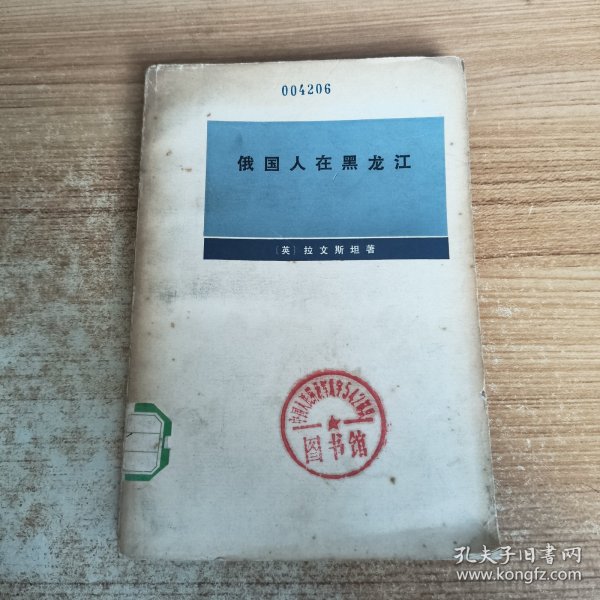 004206
俄国人在黑龙江
〔英〕拉文斯坦著
图书馆
孔夫子旧书网
www.kongfz.com